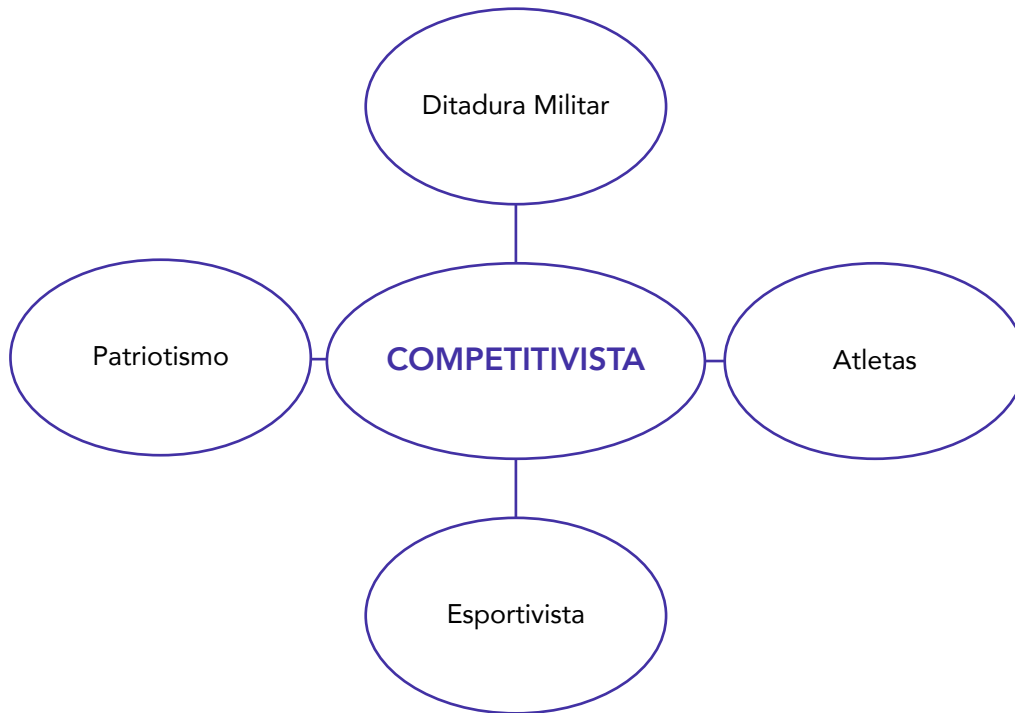 Ditadura Militar
Patriotismo
COMPETITIVISTA
Atletas
Esportivista